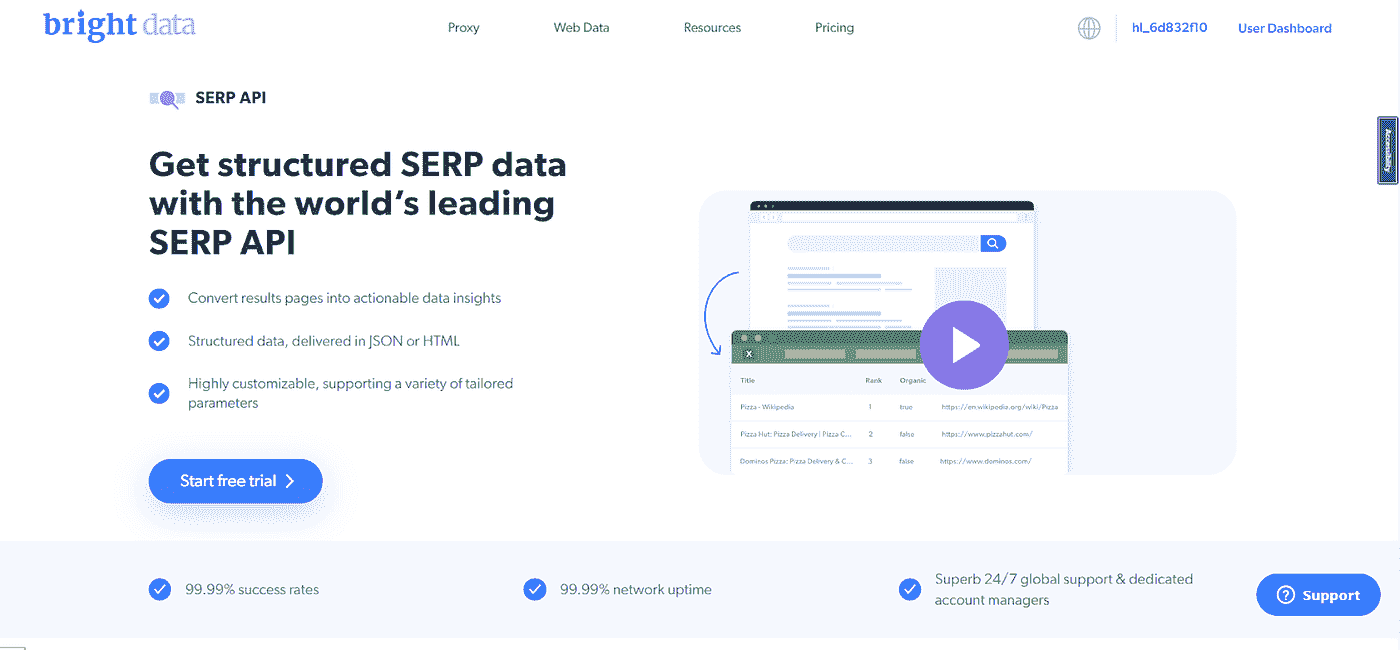 bright data
Proxy
Web Data
Resources
Pricing
hl_6d832f10
User Dashboard
SERP API
Get structured SERP data
with the world's leading
SERP API
Convert results pages into actionable data insights
Structured data, delivered in JSON or HTML
Highly customizable, supporting a variety of tailored
parameters
Start free trial
X
Title Rank Organic
Pizza - Wikipedia 1 true https://en.wikipedia.org/wiki/Pizza
Pizza Hut: Pizza Delivery | Pizza C... 2 false https://www.pizzahut.com/
Dominos Pizza: Pizza Delivery & C... 3 false https://www.dominos.com/
99.99% success rates
99.99% network uptime
Superb 24/7 global support & dedicated
account managers
Support